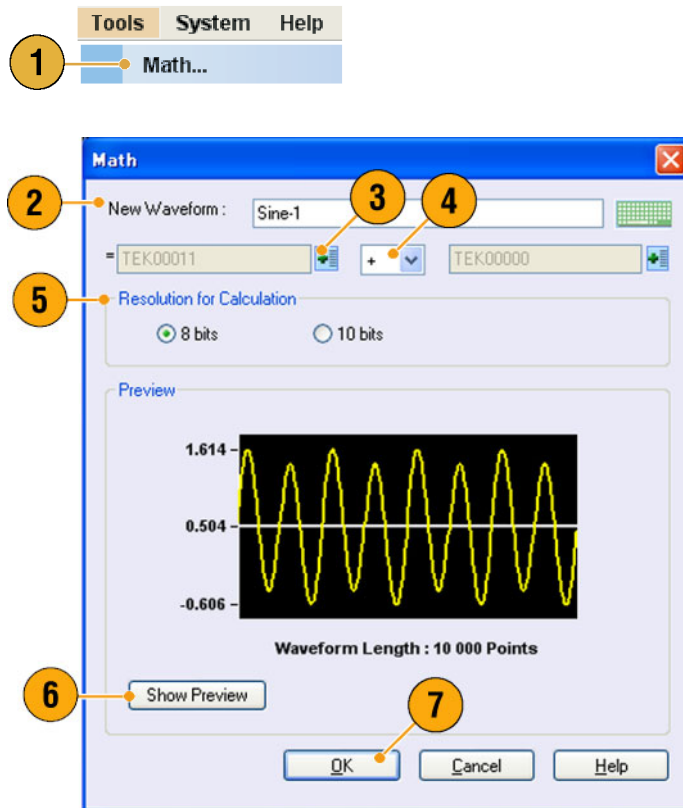 Tools System Help
1
Math...
Math
2
New Waveform :
Sine-1
3
4
=
TEK00011
+
TEK00000
5
Resolution for Calculation
8 bits
10 bits
Preview
1.614
0.504
-0.606
Waveform Length : 10 000 Points
6
Show Preview
7
OK
Cancel
Help